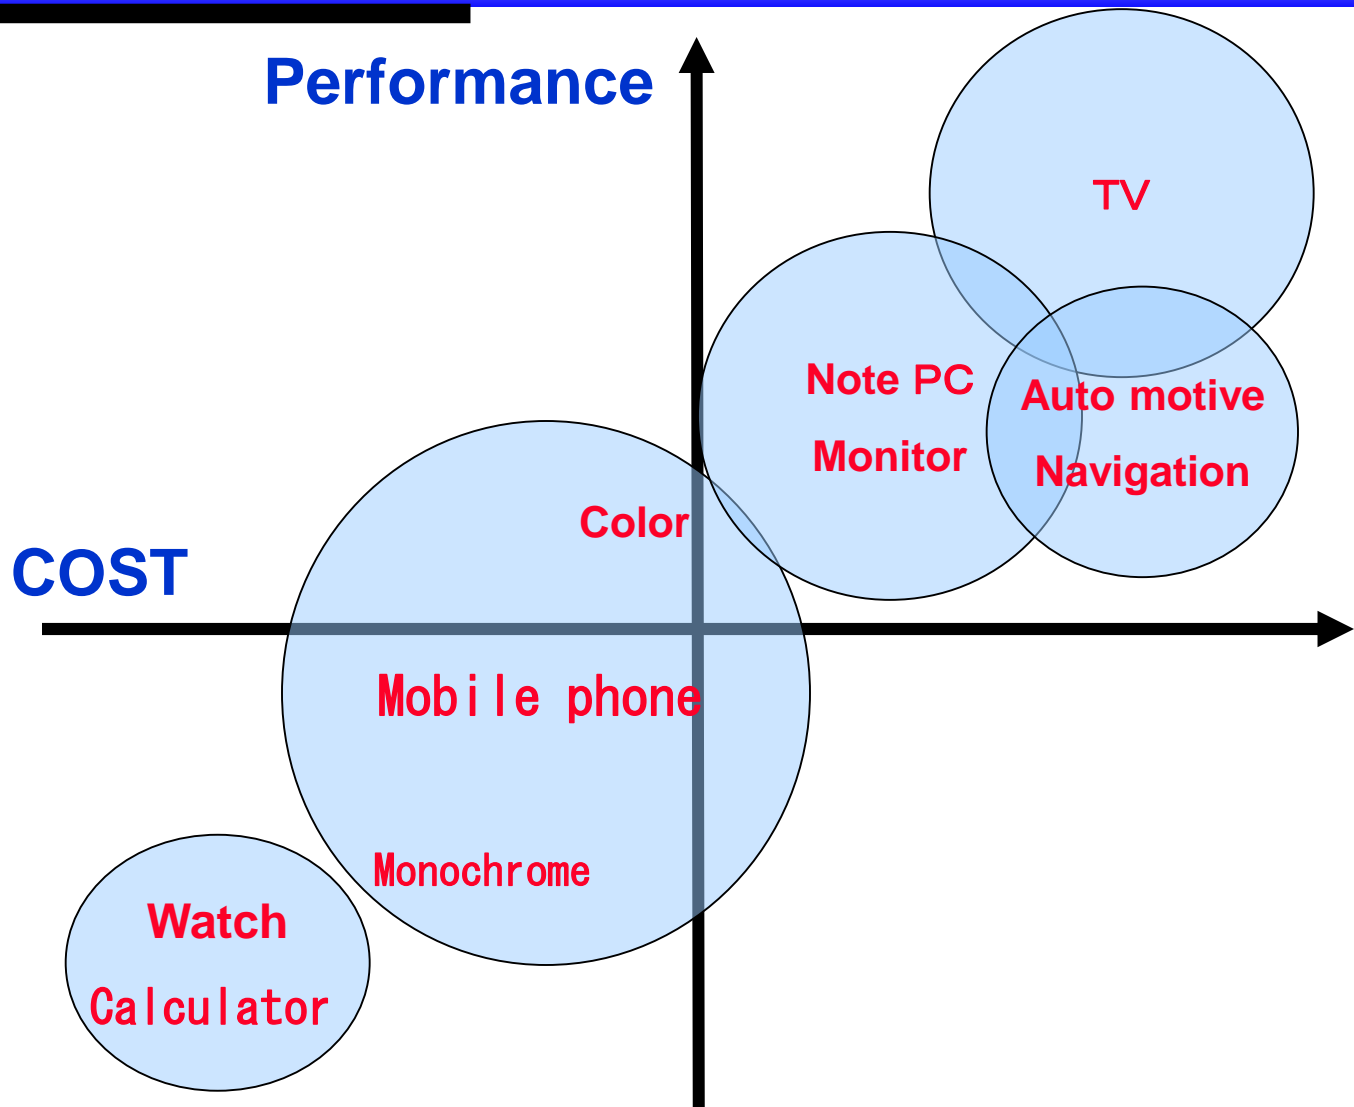 Performance
TV
Note PC
Monitor
Auto motive
Navigation
Color
COST
Mobile phone
Monochrome
Watch
Calculator